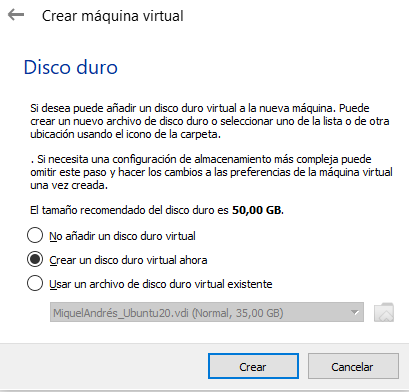 Crear máquina virtual
Disco duro
Si desea puede añadir un disco duro virtual a la nueva máquina. Puede
crear un nuevo archivo de disco duro o seleccionar uno de la lista o de otra
ubicación usando el icono de la carpeta.
. Si necesita una configuración de almacenamiento más compleja puede
omitir este paso y hacer los cambios a las preferencias de la máquina virtual
una vez creada.
El tamaño recomendado del disco duro es 50,00 GB.
No añadir un disco duro virtual
Crear un disco duro virtual ahora
Usar un archivo de disco duro virtual existente
MiquelAndrés_Ubuntu20.vdi (Normal, 35,00 GB)
Crear
Cancelar